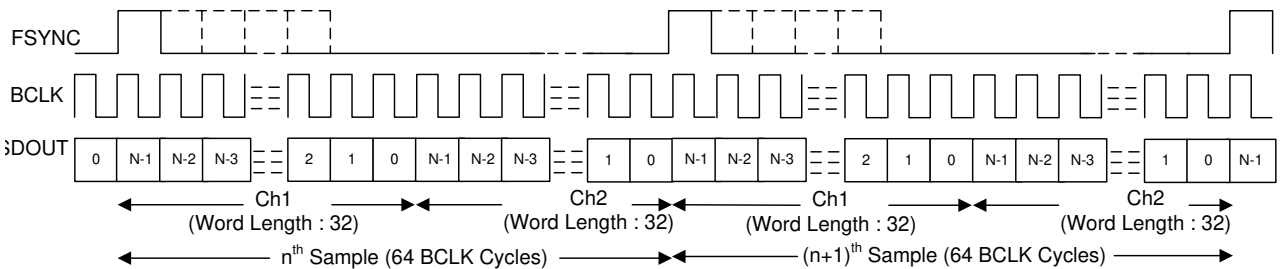 FSYNC
BCLK
SDOUT 0 N-1 N-2 N-3 2 1 0 N-1 N-2 N-3 1 0 N-1 N-2 N-3 2 1 0 N-1 N-2 N-3 1 0 N-1
Ch1 Ch2 Ch1 Ch2
(Word Length : 32) (Word Length : 32) (Word Length : 32) (Word Length : 32)
nth Sample (64 BCLK Cycles) (n+1)th Sample (64 BCLK Cycles)